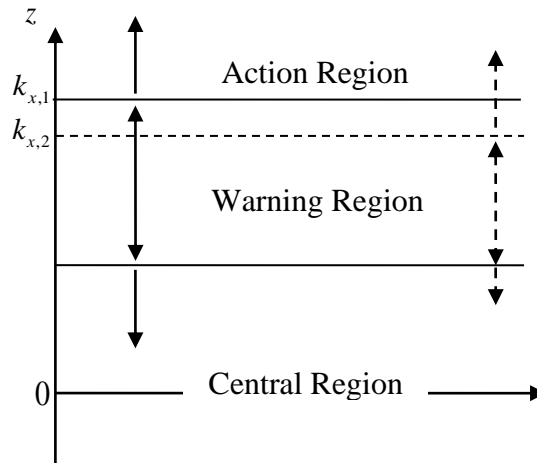 z
Action Region
k_{x,1}
k_{x,2}
Warning Region
Central Region
0